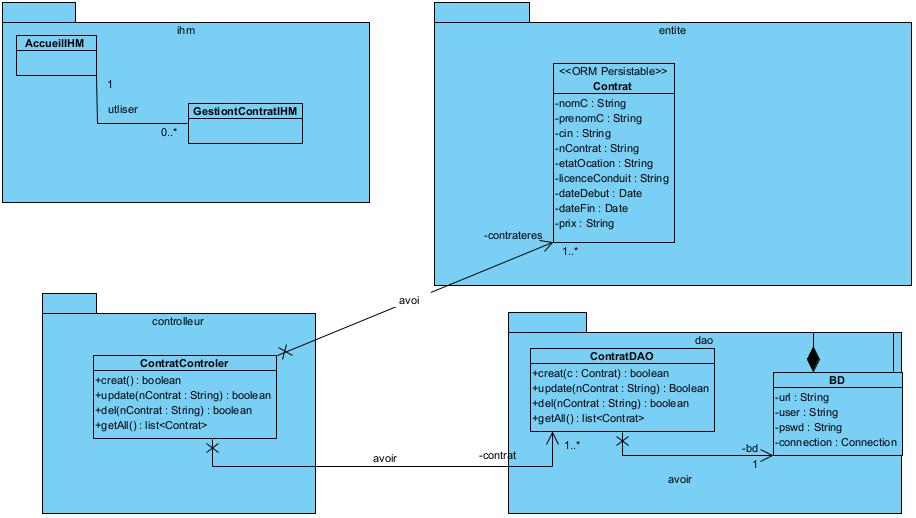 ihm
AccueilIHM
1
utliser
0..*
GestiontContratIHM
entite
<<ORM Persistable>>
Contrat
-nomC : String
-prenomC : String
-cin : String
-nContrat : String
-etatOcation : String
-licenceConduit : String
-dateDebut : Date
-dateFin : Date
-prix : String
-contrateres
1..*
avoi
controlleur
ContratControler
+creat() : boolean
+update(nContrat : String) : boolean
+del(nContrat : String) : boolean
+getAll() : list<Contrat>
avoir
-contrat
1..*
dao
ContratDAO
+creat(c : Contrat) : boolean
+update(nContrat : String) : Boolean
+del(nContrat : String) : boolean
+getAll() : list<Contrat>
BD
-url : String
-user : String
-pswd : String
-connection : Connection
-bd
1
avoir